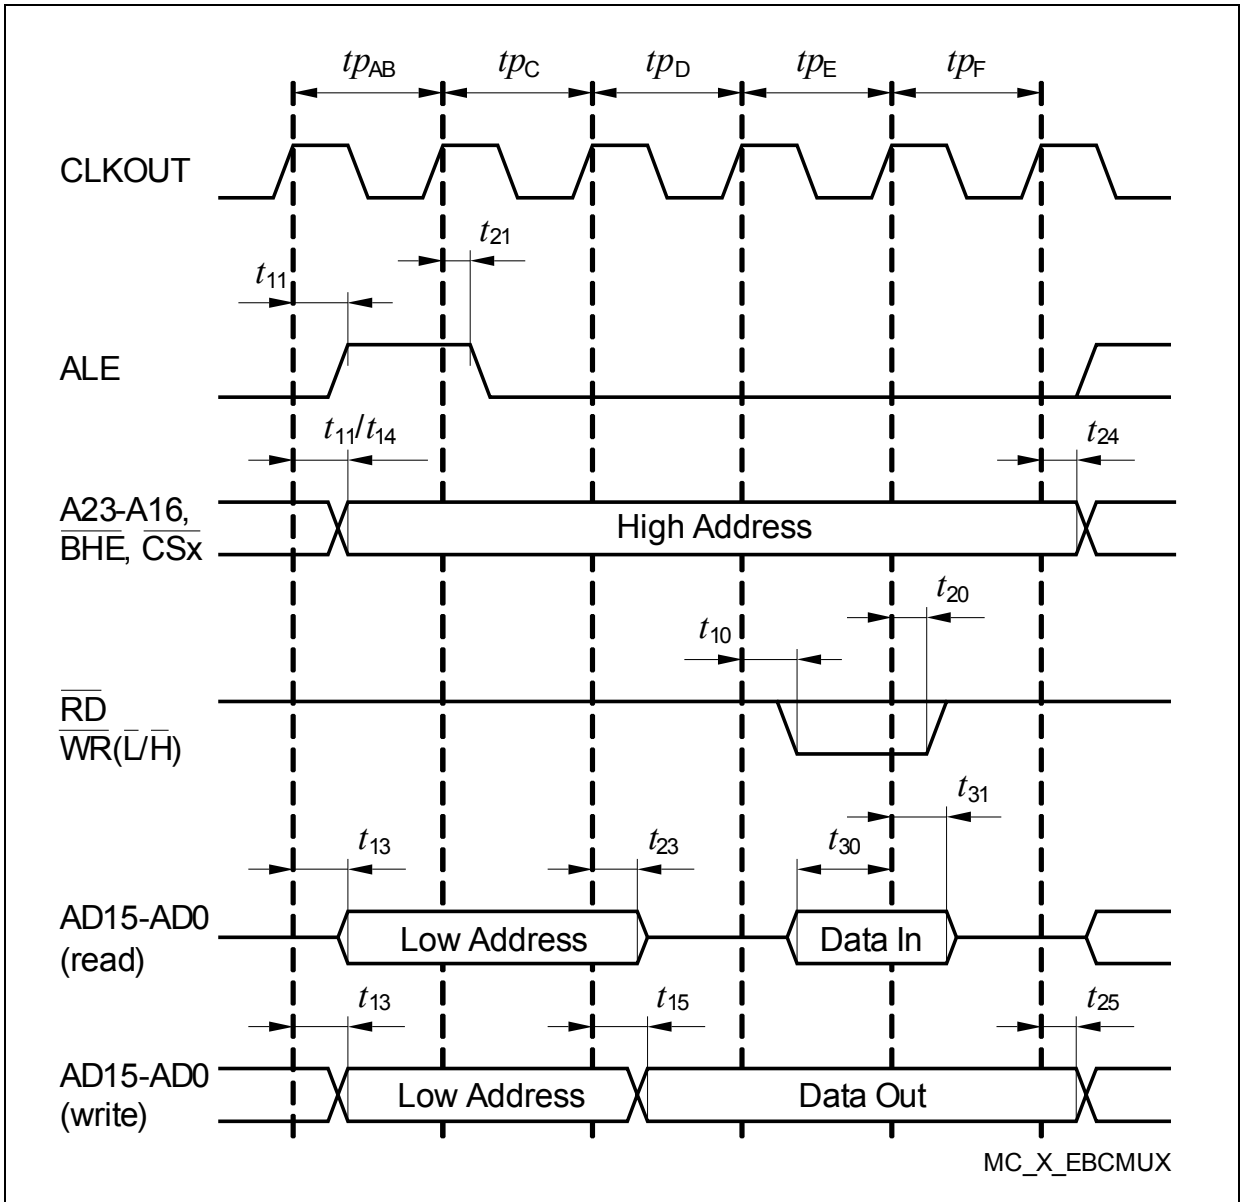 tpAB tpC tpD tpE tpF
CLKOUT
t21
t11
ALE
t11/t14 t24
A23-A16,
BHE, CSx
High Address
t20
t10
RD
WR(L/H)
t31
t13 t23 t30
AD15-AD0
(read)
Low Address Data In
t13 t15 t25
AD15-AD0
(write)
Low Address Data Out
MC_X_EBCMUX